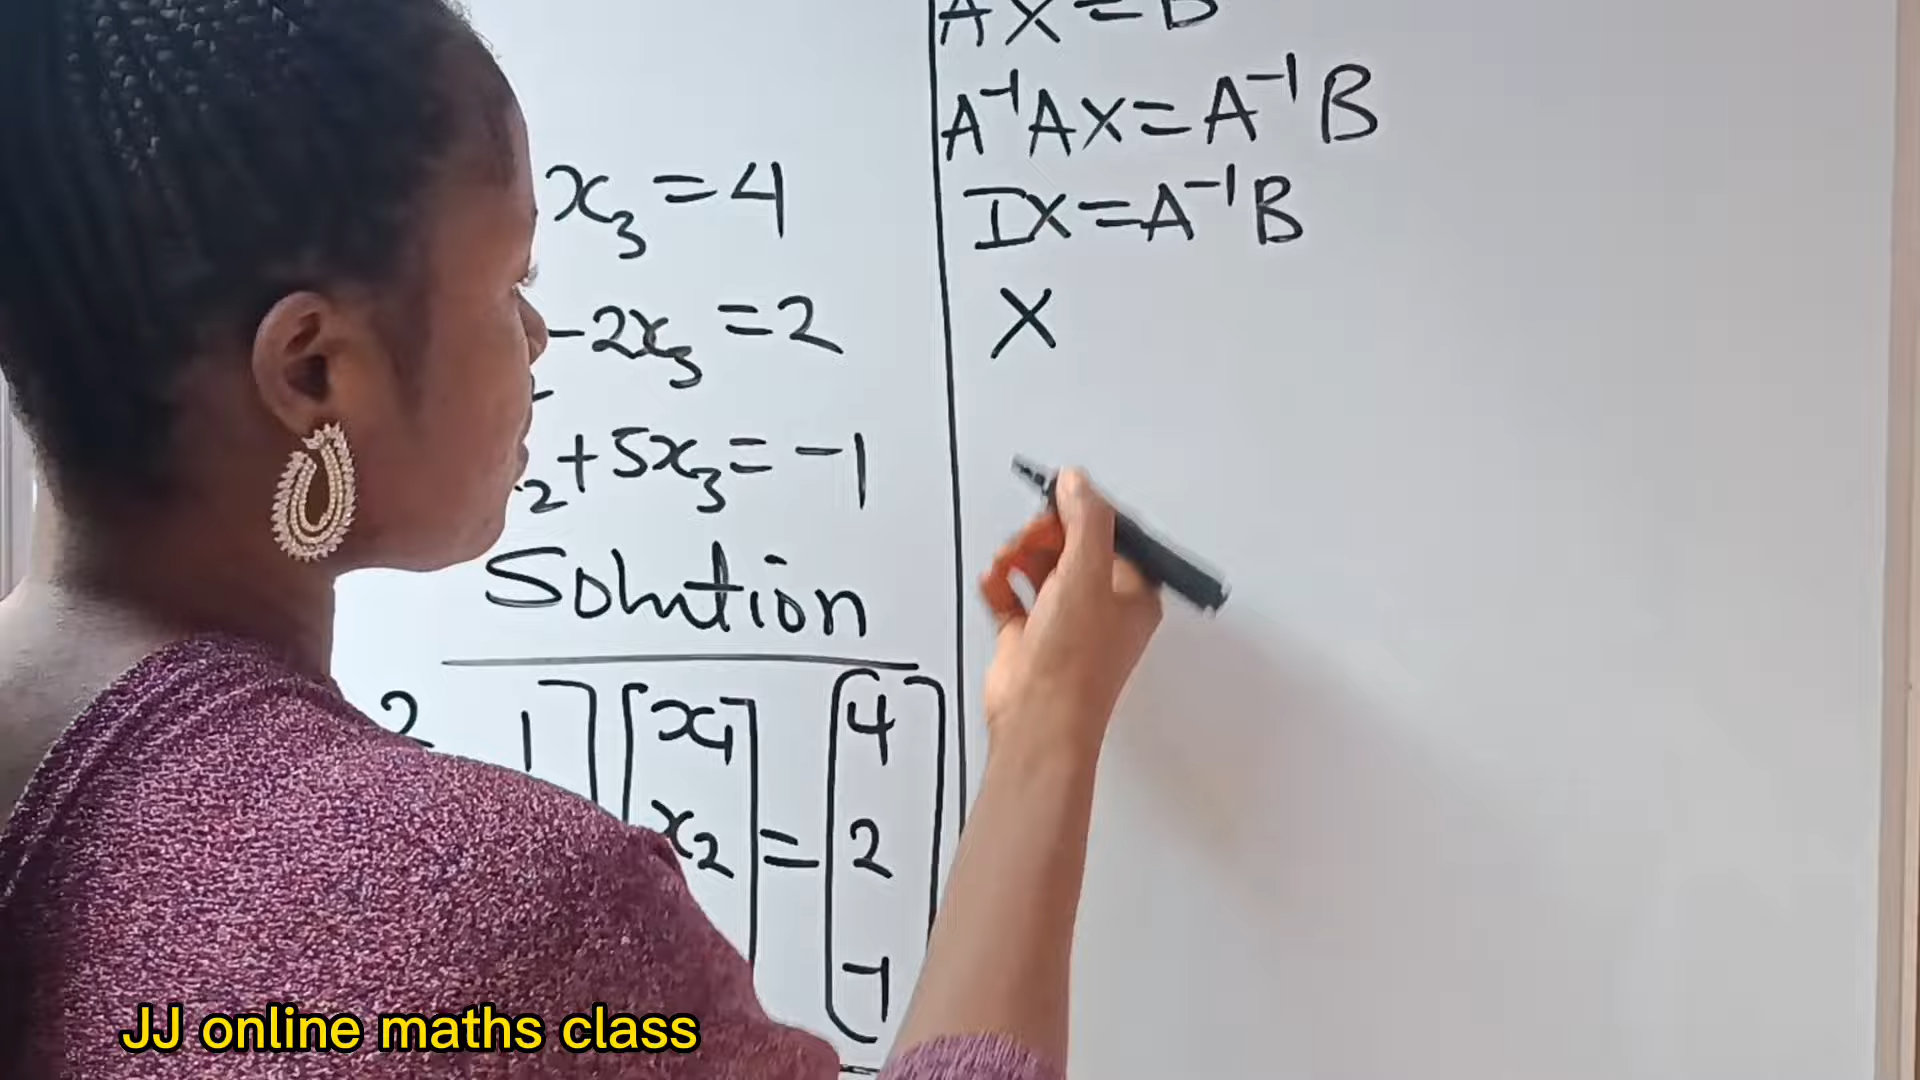 x₃ = 4
-2x₃ = 2
₂ + 5x₃ = -1
Solution
2 1] [x₁ x₂ = [4 2 -1]
AX = B
A⁻¹AX = A⁻¹B
IX = A⁻¹B
X
JJ online maths class